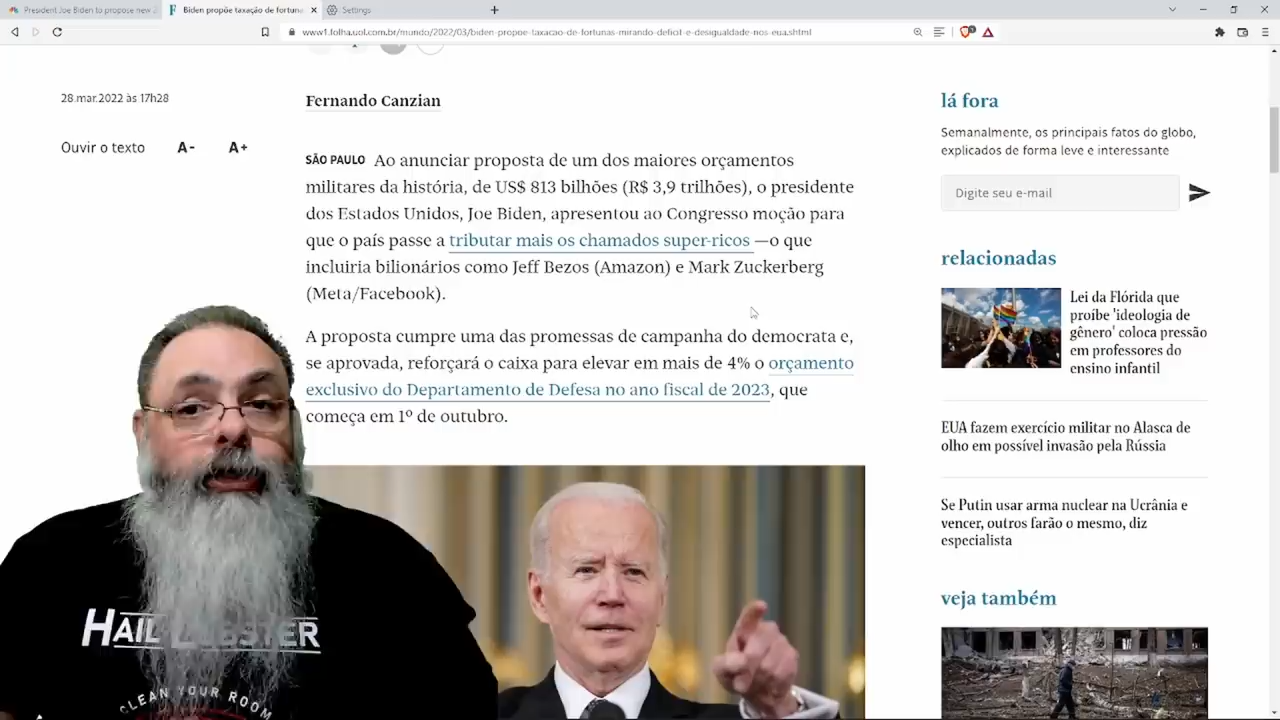 President Joe Biden to propose new
Biden propõe taxação de fortuna
Settings
www1.folha.uol.com.br/mundo/2022/03/biden-propoe-taxacao-de-fortunas-mirando-deficit-e-desigualdade-nos-eua.shtml
28.mar.2022 às 17h28
Ouvir o texto A- A+
Fernando Canzian
SÃO PAULO Ao anunciar proposta de um dos maiores orçamentos
militares da história, de US$ 813 bilhões (R$ 3,9 trilhões), o presidente
dos Estados Unidos, Joe Biden, apresentou ao Congresso moção para
que o país passe a tributar mais os chamados super-ricos —o que
incluiria bilionários como Jeff Bezos (Amazon) e Mark Zuckerberg
(Meta/Facebook).
A proposta cumpre uma das promessas de campanha do democrata e,
se aprovada, reforçará o caixa para elevar em mais de 4% o orçamento
exclusivo do Departamento de Defesa no ano fiscal de 2023, que
começa em 1º de outubro.
lá fora
Semanalmente, os principais fatos do globo,
explicados de forma leve e interessante
Digite seu e-mail
relacionadas
Lei da Flórida que
proíbe 'ideologia de
gênero' coloca pressão
em professores do
ensino infantil
EUA fazem exercício militar no Alasca de
olho em possível invasão pela Rússia
Se Putin usar arma nuclear na Ucrânia e
vencer, outros farão o mesmo, diz
especialista
veja também
HAIL LOBSTER
CLEAN YOUR ROOM